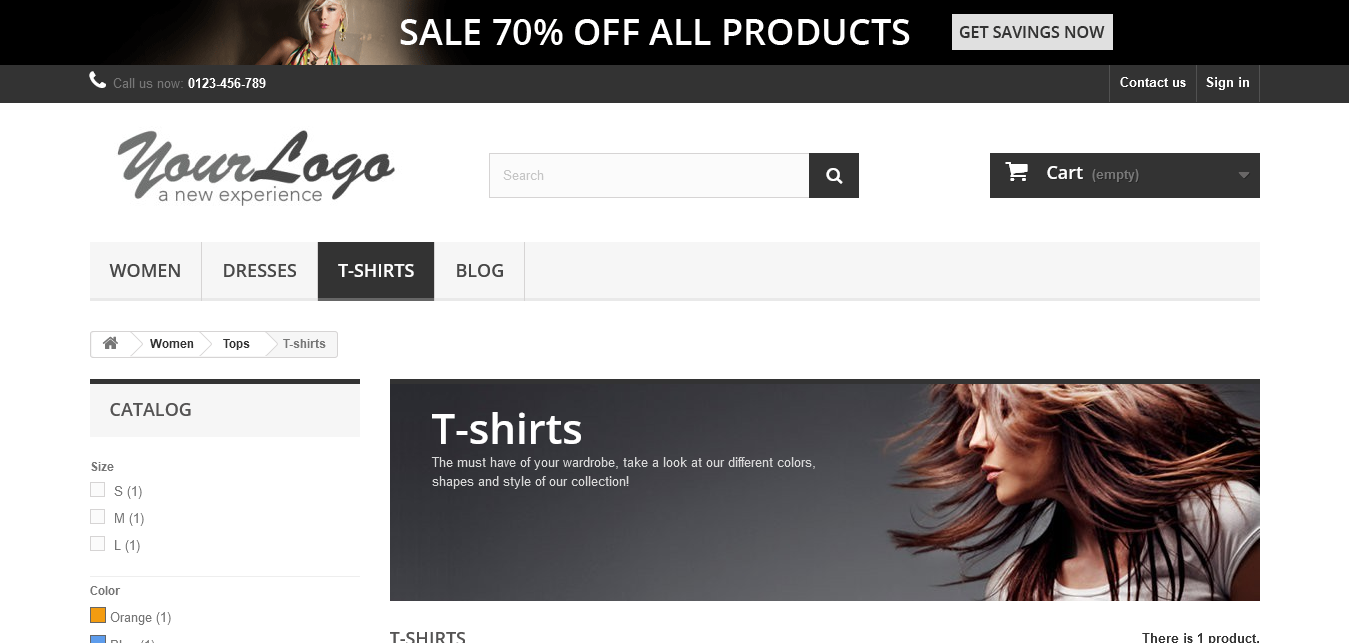 SALE 70% OFF ALL PRODUCTS
GET SAVINGS NOW
Call us now: 0123-456-789
Contact us
Sign in
YourLogo
a new experience
Search
Cart (empty)
WOMEN
DRESSES
T-SHIRTS
BLOG
Women
Tops
T-shirts
CATALOG
Size
S (1)
M (1)
L (1)
Color
Orange (1)
Blue (1)
T-shirts
The must have of your wardrobe, take a look at our different colors,
shapes and style of our collection!
T-SHIRTS
There is 1 product.